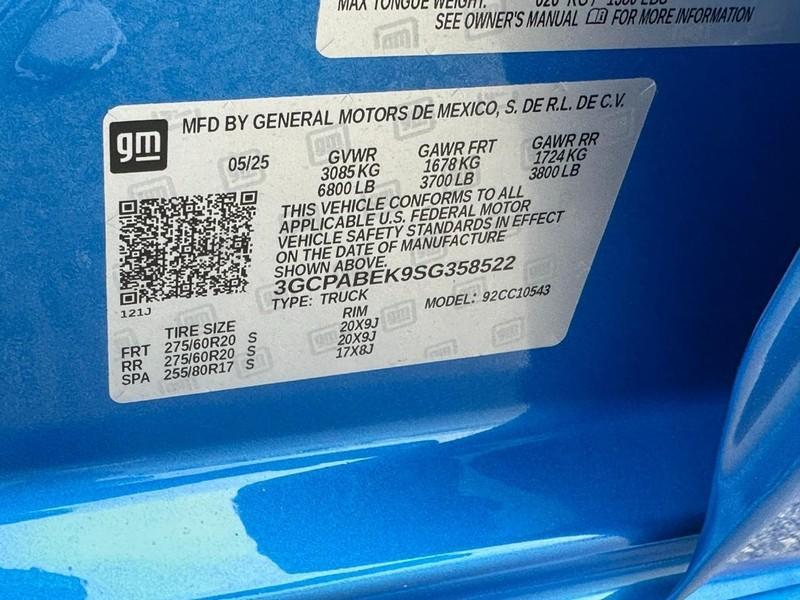 MAX TONGUE WEIGHT:
SEE OWNER'S MANUAL FOR MORE INFORMATION
gm
MFD BY GENERAL MOTORS DE MEXICO, S. DE R.L. DE C.V.
05/25 GVWR GAWR FRT GAWR RR
3085 KG 1678 KG 1724 KG
6800 LB 3700 LB 3800 LB
THIS VEHICLE CONFORMS TO ALL
APPLICABLE U.S. FEDERAL MOTOR
VEHICLE SAFETY STANDARDS IN EFFECT
ON THE DATE OF MANUFACTURE
SHOWN ABOVE.
3GCPABEK9SG358522
TYPE: TRUCK MODEL: 92CC10543
121J
TIRE SIZE RIM
FRT 275/60R20 S 20X9J
RR 275/60R20 S 20X9J
SPA 255/80R17 S 17X8J